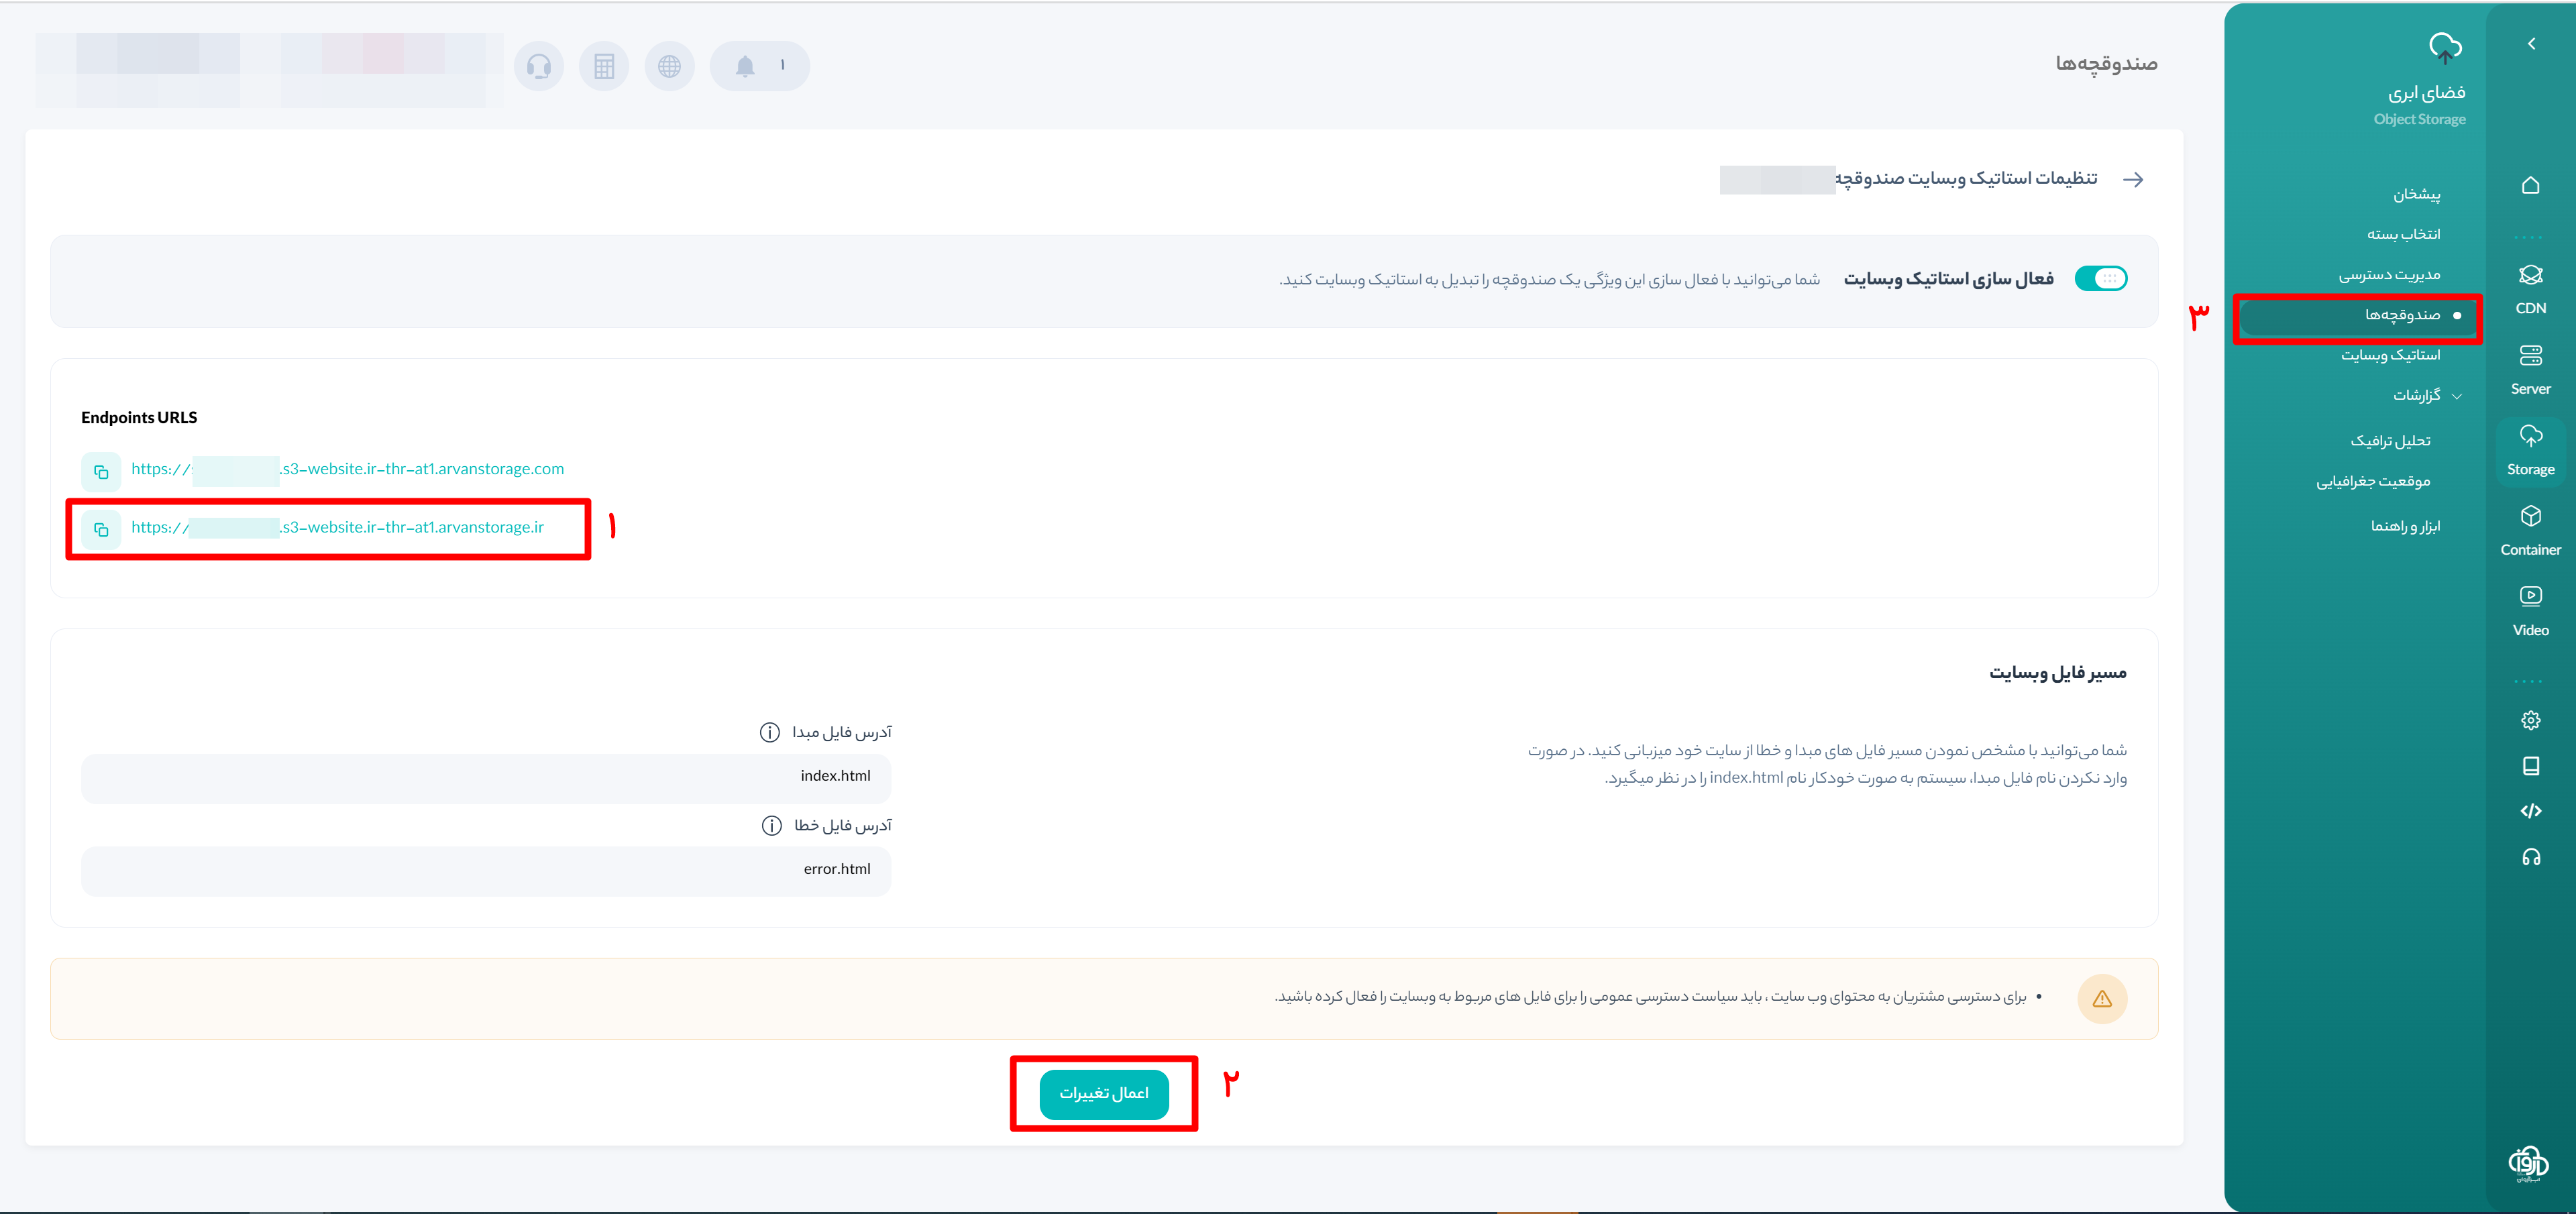 صندوقچه‌ها
۱
تنظیمات استاتیک وبسایت صندوقچه
فعال سازی استاتیک وبسایت
شما می‌توانید با فعال سازی این ویژگی یک صندوقچه را تبدیل به استاتیک وبسایت کنید.
Endpoints URLS
https://s .s3-website.ir-thr-at1.arvanstorage.com
https:// .s3-website.ir-thr-at1.arvanstorage.ir
۱
مسیر فایل وبسایت
شما می‌توانید با مشخص نمودن مسیر فایل های مبدا و خطا از سایت خود میزبانی کنید. در صورت
وارد نکردن نام فایل مبدا، سیستم به صورت خودکار نام index.html را در نظر میگیرد.
آدرس فایل مبدا
index.html
آدرس فایل خطا
error.html
برای دسترسی مشتریان به محتوای وب سایت ، باید سیاست دسترسی عمومی را برای فایل های مربوط به وبسایت را فعال کرده باشید.
اعمال تغییرات
۲
فضای ابری
Object Storage
پیشخان
انتخاب بسته
مدیریت دسترسی
صندوقچه‌ها
۳
استاتیک وبسایت
گزارشات
تحلیل ترافیک
موقعیت جغرافیایی
ابزار و راهنما
CDN
Server
Storage
Container
Video